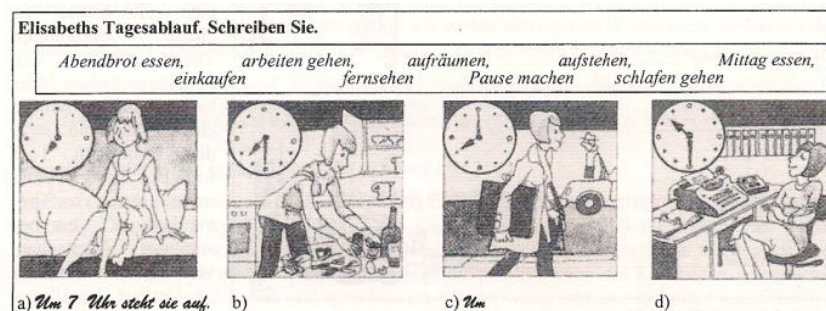 Elisabeths Tagesablauf. Schreiben Sie.
Abendbrot essen, arbeiten gehen, aufräumen, aufstehen, Mittag essen,
einkaufen fernsehen Pause machen schlafen gehen
a) Um 7 Uhr steht sie auf. b) c) Um d)